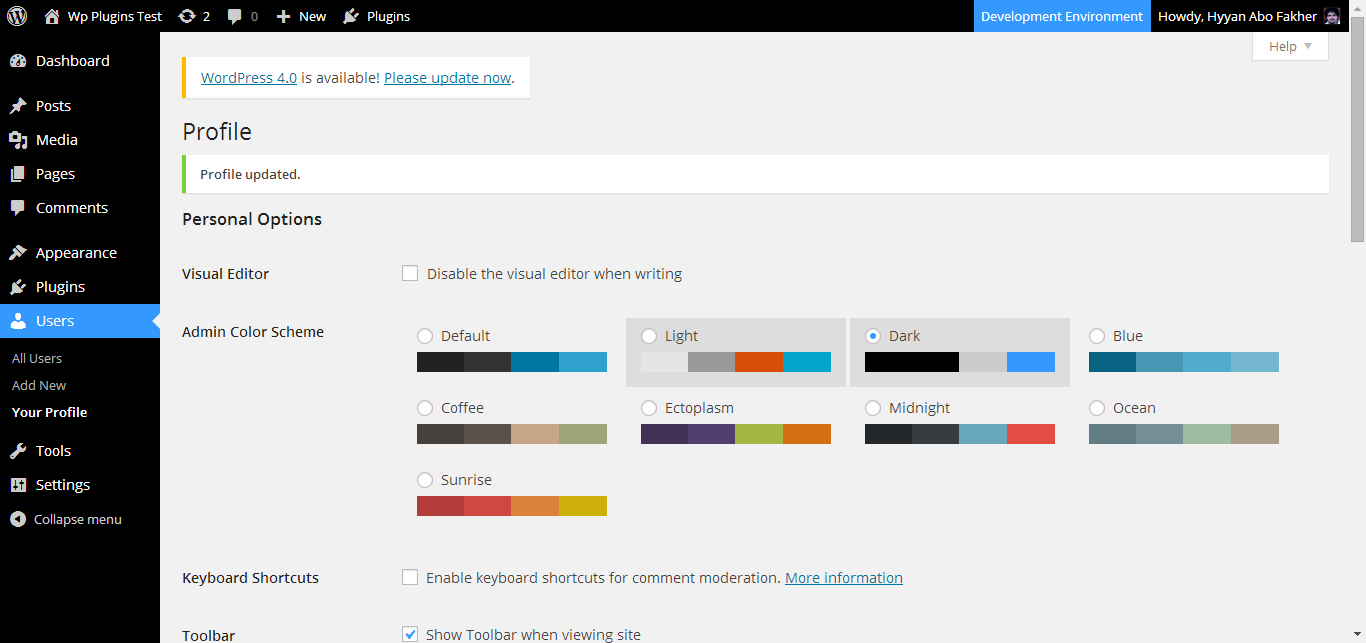 Wp Plugins Test 2 0 New Plugins Development Environment Howdy, Hyyan Abo Fakher
Help
Dashboard
Posts
Media
Pages
Comments
Appearance
Plugins
Users
All Users
Add New
Your Profile
Tools
Settings
Collapse menu
WordPress 4.0 is available! Please update now.
Profile
Profile updated.
Personal Options
Visual Editor Disable the visual editor when writing
Admin Color Scheme Default Light Dark Blue
Coffee Ectoplasm Midnight Ocean
Sunrise
Keyboard Shortcuts Enable keyboard shortcuts for comment moderation. More information
Toolbar Show Toolbar when viewing site